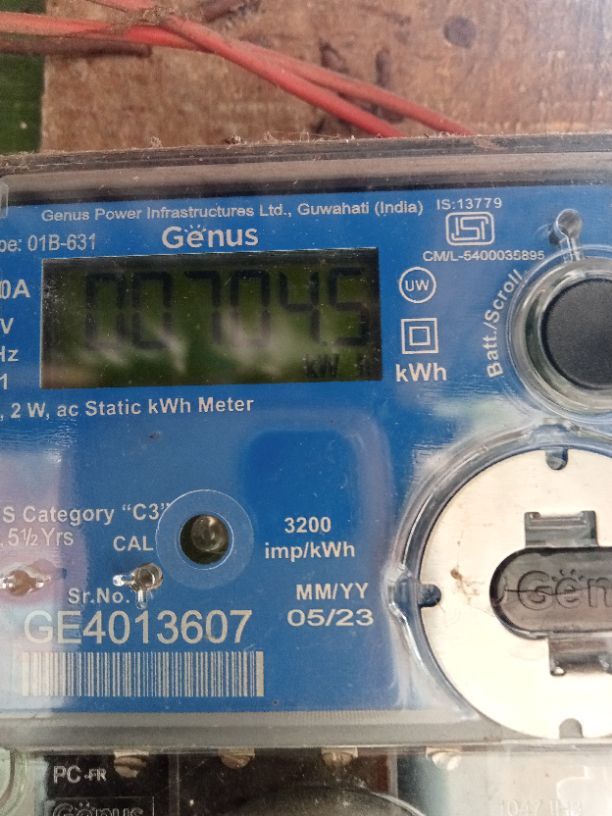 Genus Power Infrastructures Ltd., Guwahati (India)
IS:13779
pe: 01B-631
Genus
CM/L-5400035895
007045
kW h
0A
V
Hz
1
UW
kWh
Batt./Scroll
, 2 W, ac Static kWh Meter
S Category "C3"
.5½ Yrs
CAL
3200
imp/kWh
Sr.No.
MM/YY
05/23
GE4013607
Genus
PC-FR
Genus